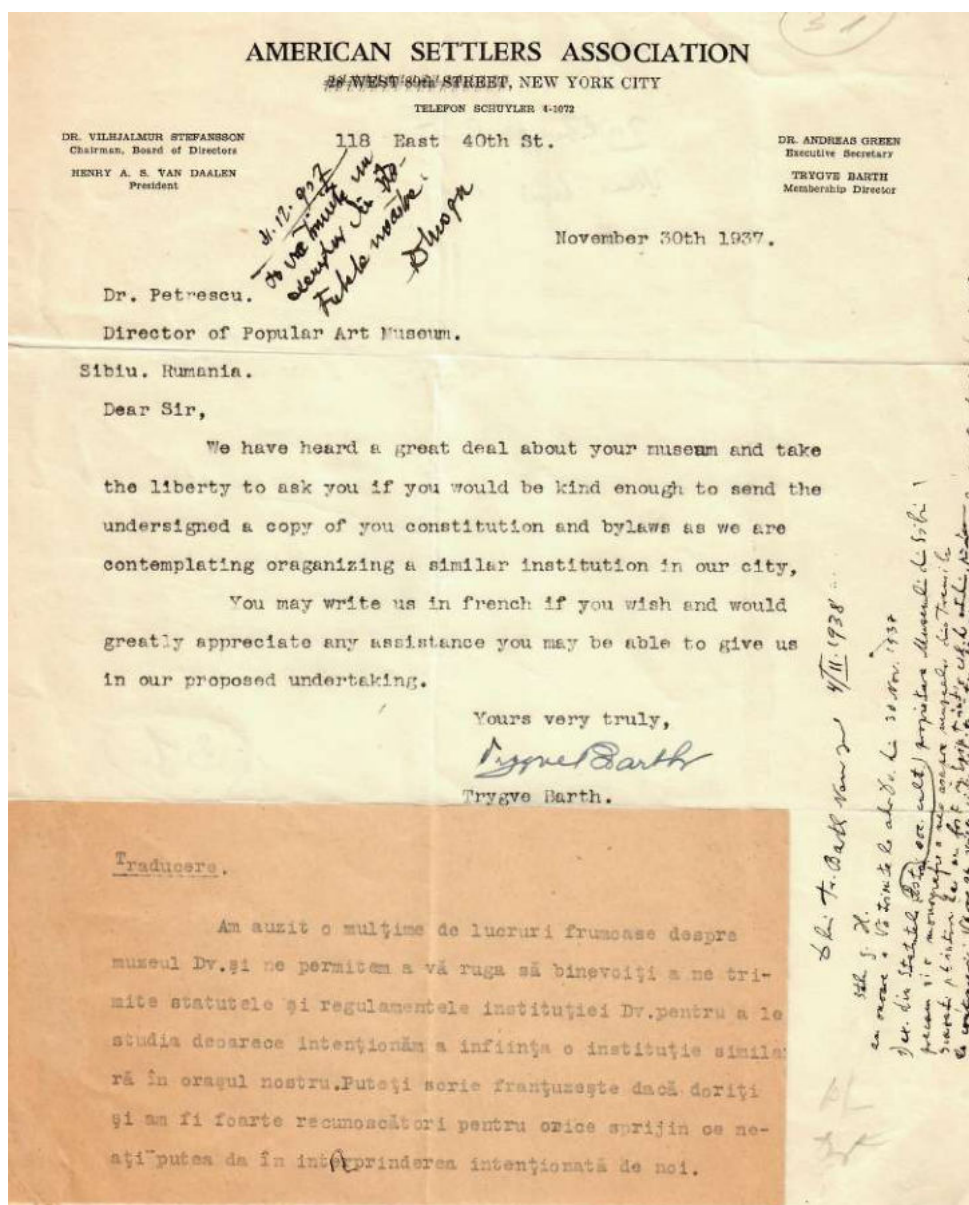 31
AMERICAN SETTLERS ASSOCIATION
28 WEST 89th STREET, NEW YORK CITY
TELEFON SCHUYLER 4-1072
118 East 40th St.
DR. VILHJALMUR STEFANSSON
Chairman, Board of Directors
HENRY A. S. VAN DAALEN
President
DR. ANDREAS GREEN
Executive Secretary
TRYGVE BARTH
Membership Director
November 30th 1937.
Dr. Petrescu.
Director of Popular Art Museum.
Sibiu. Rumania.
Dear Sir,
We have heard a great deal about your museum and take
the liberty to ask you if you would be kind enough to send the
undersigned a copy of you constitution and bylaws as we are
contemplating oraganizing a similar institution in our city,
You may write us in french if you wish and would
greatly appreciate any assistance you may be able to give us
in our proposed undertaking.
Yours very truly,
Trygve Barth
Trygve Barth.
Traducere.
Am auzit o mulţime de lucruri frumoase despre
muzeul Dv.şi ne permitem a vă ruga să binevoiţi a ne tri-
mite statutele şi regulamentele instituţiei Dv.pentru a le
studia deoarece intenţionăm a infiinţa o instituţie simila-
ră în oraşul nostru.Puteţi scrie franţuzeşte dacă doriţi
şi am fi foarte recunoscători pentru orice sprijin ce ne-
aţi putea da în interprinderea intenţionată de noi.
4/II.1938
30 Nov. 1937